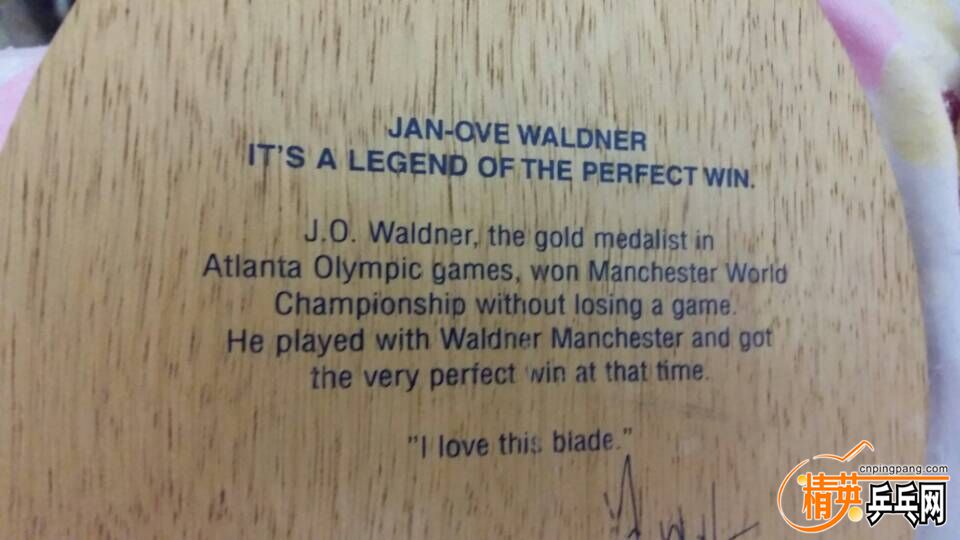 JAN-OVE WALDNER
IT'S A LEGEND OF THE PERFECT WIN.
J.O. Waldner, the gold medalist in
Atlanta Olympic games, won Manchester World
Championship without losing a game.
He played with Waldner Manchester and got
the very perfect win at that time.
"I love this blade."
cnpingpang.com
精英乒乓网